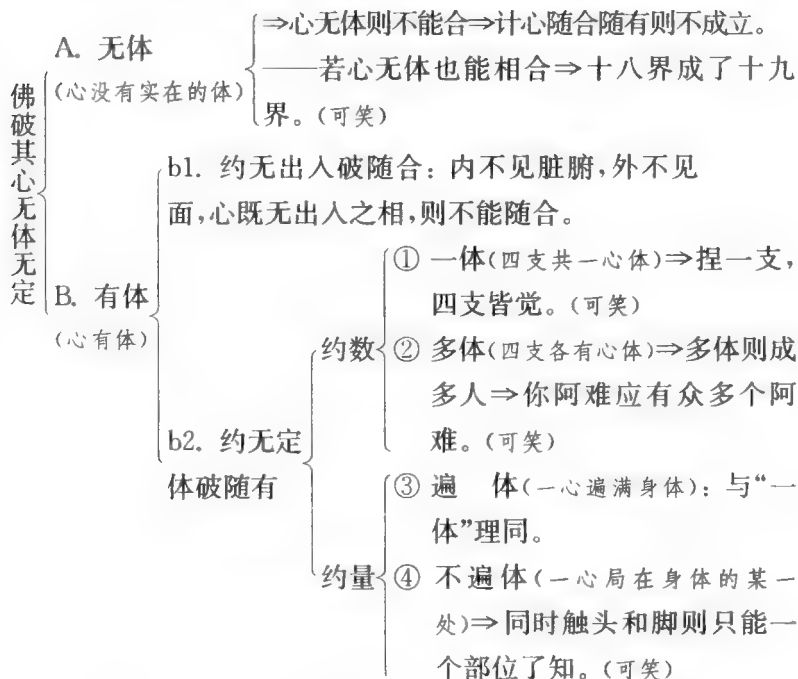 佛破其心无体无定
A. 无体
(心没有实在的体)
⇒心无体则不能合⇒计心随合随有则不成立。
——若心无体也能相合⇒十八界成了十九
界。(可笑)
B. 有体
(心有体)
b1. 约无出入破随合:内不见脏腑,外不见
面,心既无出入之相,则不能随合。
b2. 约无定
体破随有
约数
① 一体(四支共一心体)⇒捏一支,
四支皆觉。(可笑)
② 多体(四支各有心体)⇒多体则成
多人⇒你阿难应有众多个阿
难。(可笑)
约量
③ 遍 体(一心遍满身体):与“一
体”理同。
④ 不遍体(一心局在身体的某一
处)⇒同时触头和脚则只能一
个部位了知。(可笑)